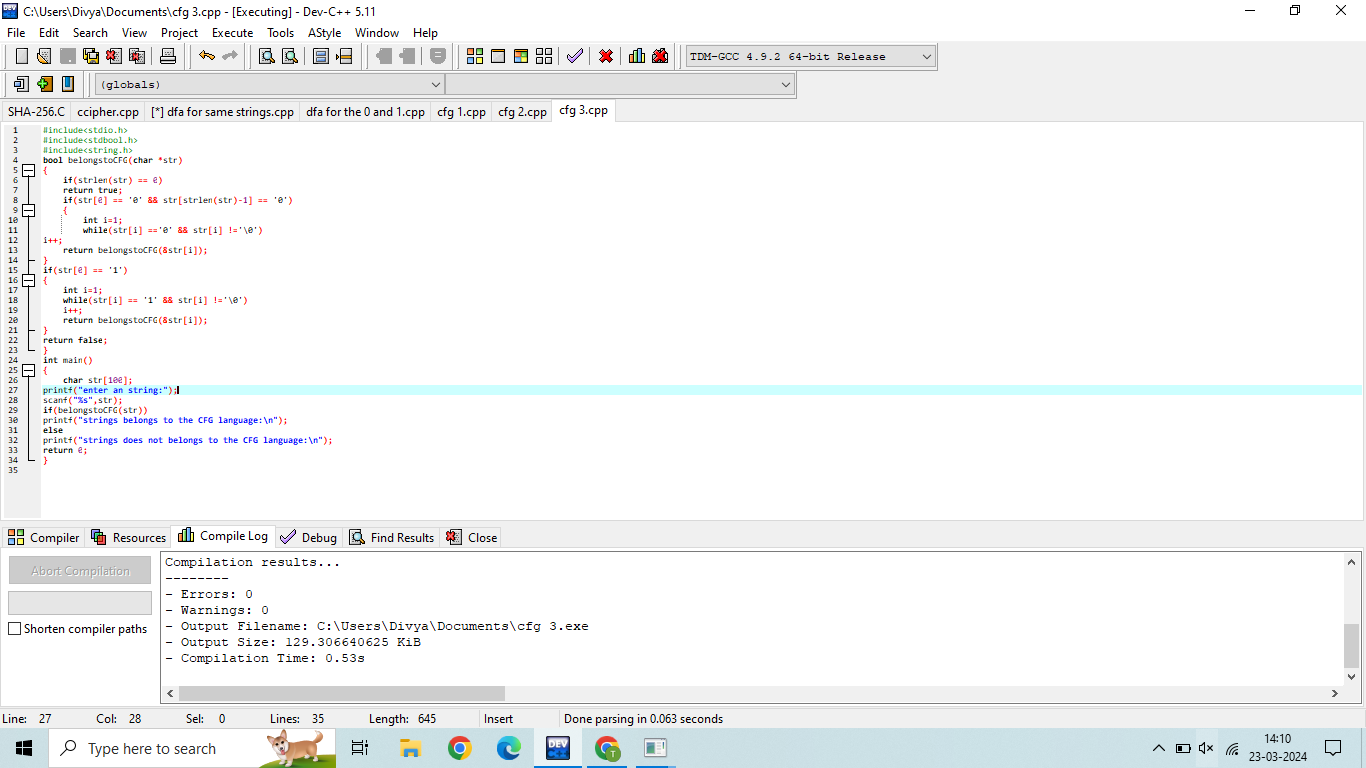 C:\Users\Divya\Documents\cfg 3.cpp - [Executing] - Dev-C++ 5.11
File Edit Search View Project Execute Tools AStyle Window Help
TDM-GCC 4.9.2 64-bit Release
(globals)
SHA-256.C ccipher.cpp [*] dfa for same strings.cpp dfa for the 0 and 1.cpp cfg 1.cpp cfg 2.cpp cfg 3.cpp
1 #include<stdio.h>
2 #include<stdbool.h>
3 #include<string.h>
4 bool belongstoCFG(char *str)
5 {
6 if(strlen(str) == 0)
7 return true;
8 if(str[0] == '0' && str[strlen(str)-1] == '0')
9 {
10 int i=1;
11 while(str[i] =='0' && str[i] !='\0')
12 i++;
13 return belongstoCFG(&str[i]);
14 }
15 if(str[0] == '1')
16 {
17 int i=1;
18 while(str[i] == '1' && str[i] !='\0')
19 i++;
20 return belongstoCFG(&str[i]);
21 }
22 return false;
23 }
24 int main()
25 {
26 char str[100];
27 printf("enter an string:");
28 scanf("%s",str);
29 if(belongstoCFG(str))
30 printf("strings belongs to the CFG language:\n");
31 else
32 printf("strings does not belongs to the CFG language:\n");
33 return 0;
34 }
35
Compiler Resources Compile Log Debug Find Results Close
Abort Compilation
Shorten compiler paths
Compilation results...
--------
- Errors: 0
- Warnings: 0
- Output Filename: C:\Users\Divya\Documents\cfg 3.exe
- Output Size: 129.306640625 KiB
- Compilation Time: 0.53s
Line: 27 Col: 28 Sel: 0 Lines: 35 Length: 645 Insert Done parsing in 0.063 seconds
Type here to search
DEV
T
14:10
23-03-2024